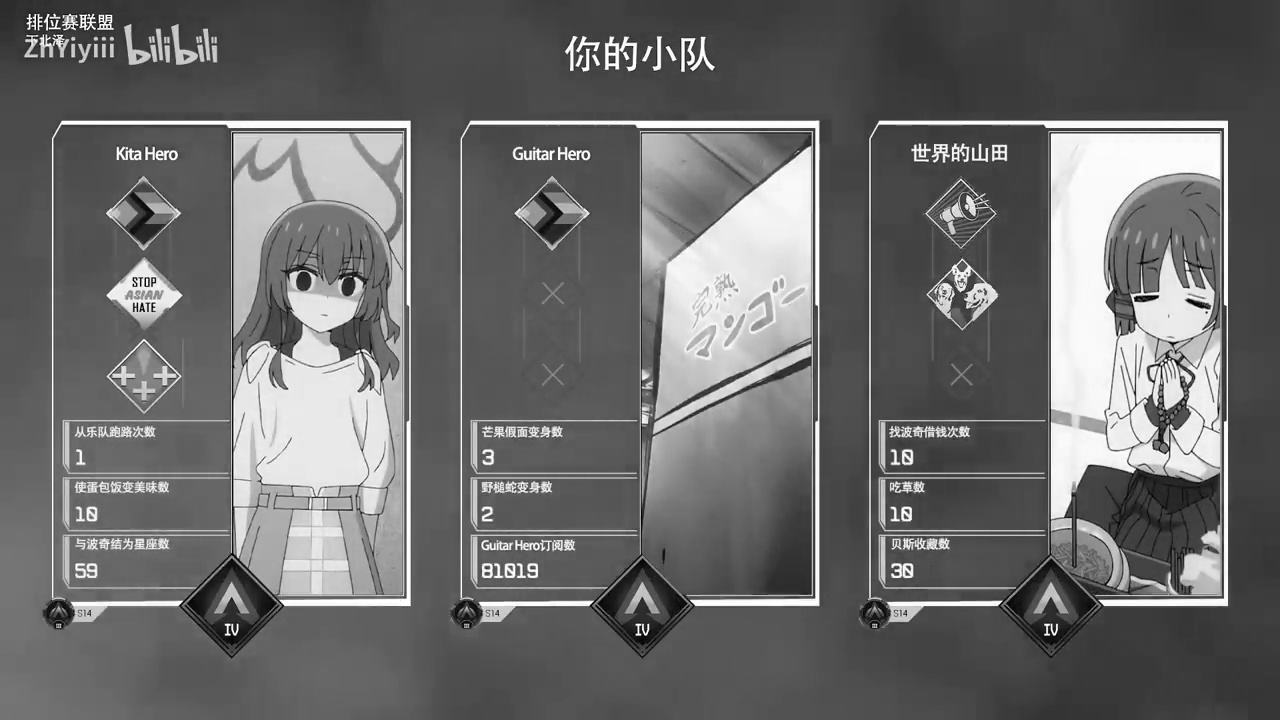 排位赛联盟
王北泽
ZhYiyiii bilibili
你的小队
Kita Hero
STOP
ASIAN
HATE
从乐队跑路次数
1
使蛋包饭变美味数
10
与波奇结为星座数
59
S14
IV
Guitar Hero
完熟
マンゴー
芒果假面变身数
3
野槌蛇变身数
2
Guitar Hero订阅数
81019
S14
IV
世界的山田
找波奇借钱次数
10
吃草数
10
贝斯收藏数
30
S14
IV